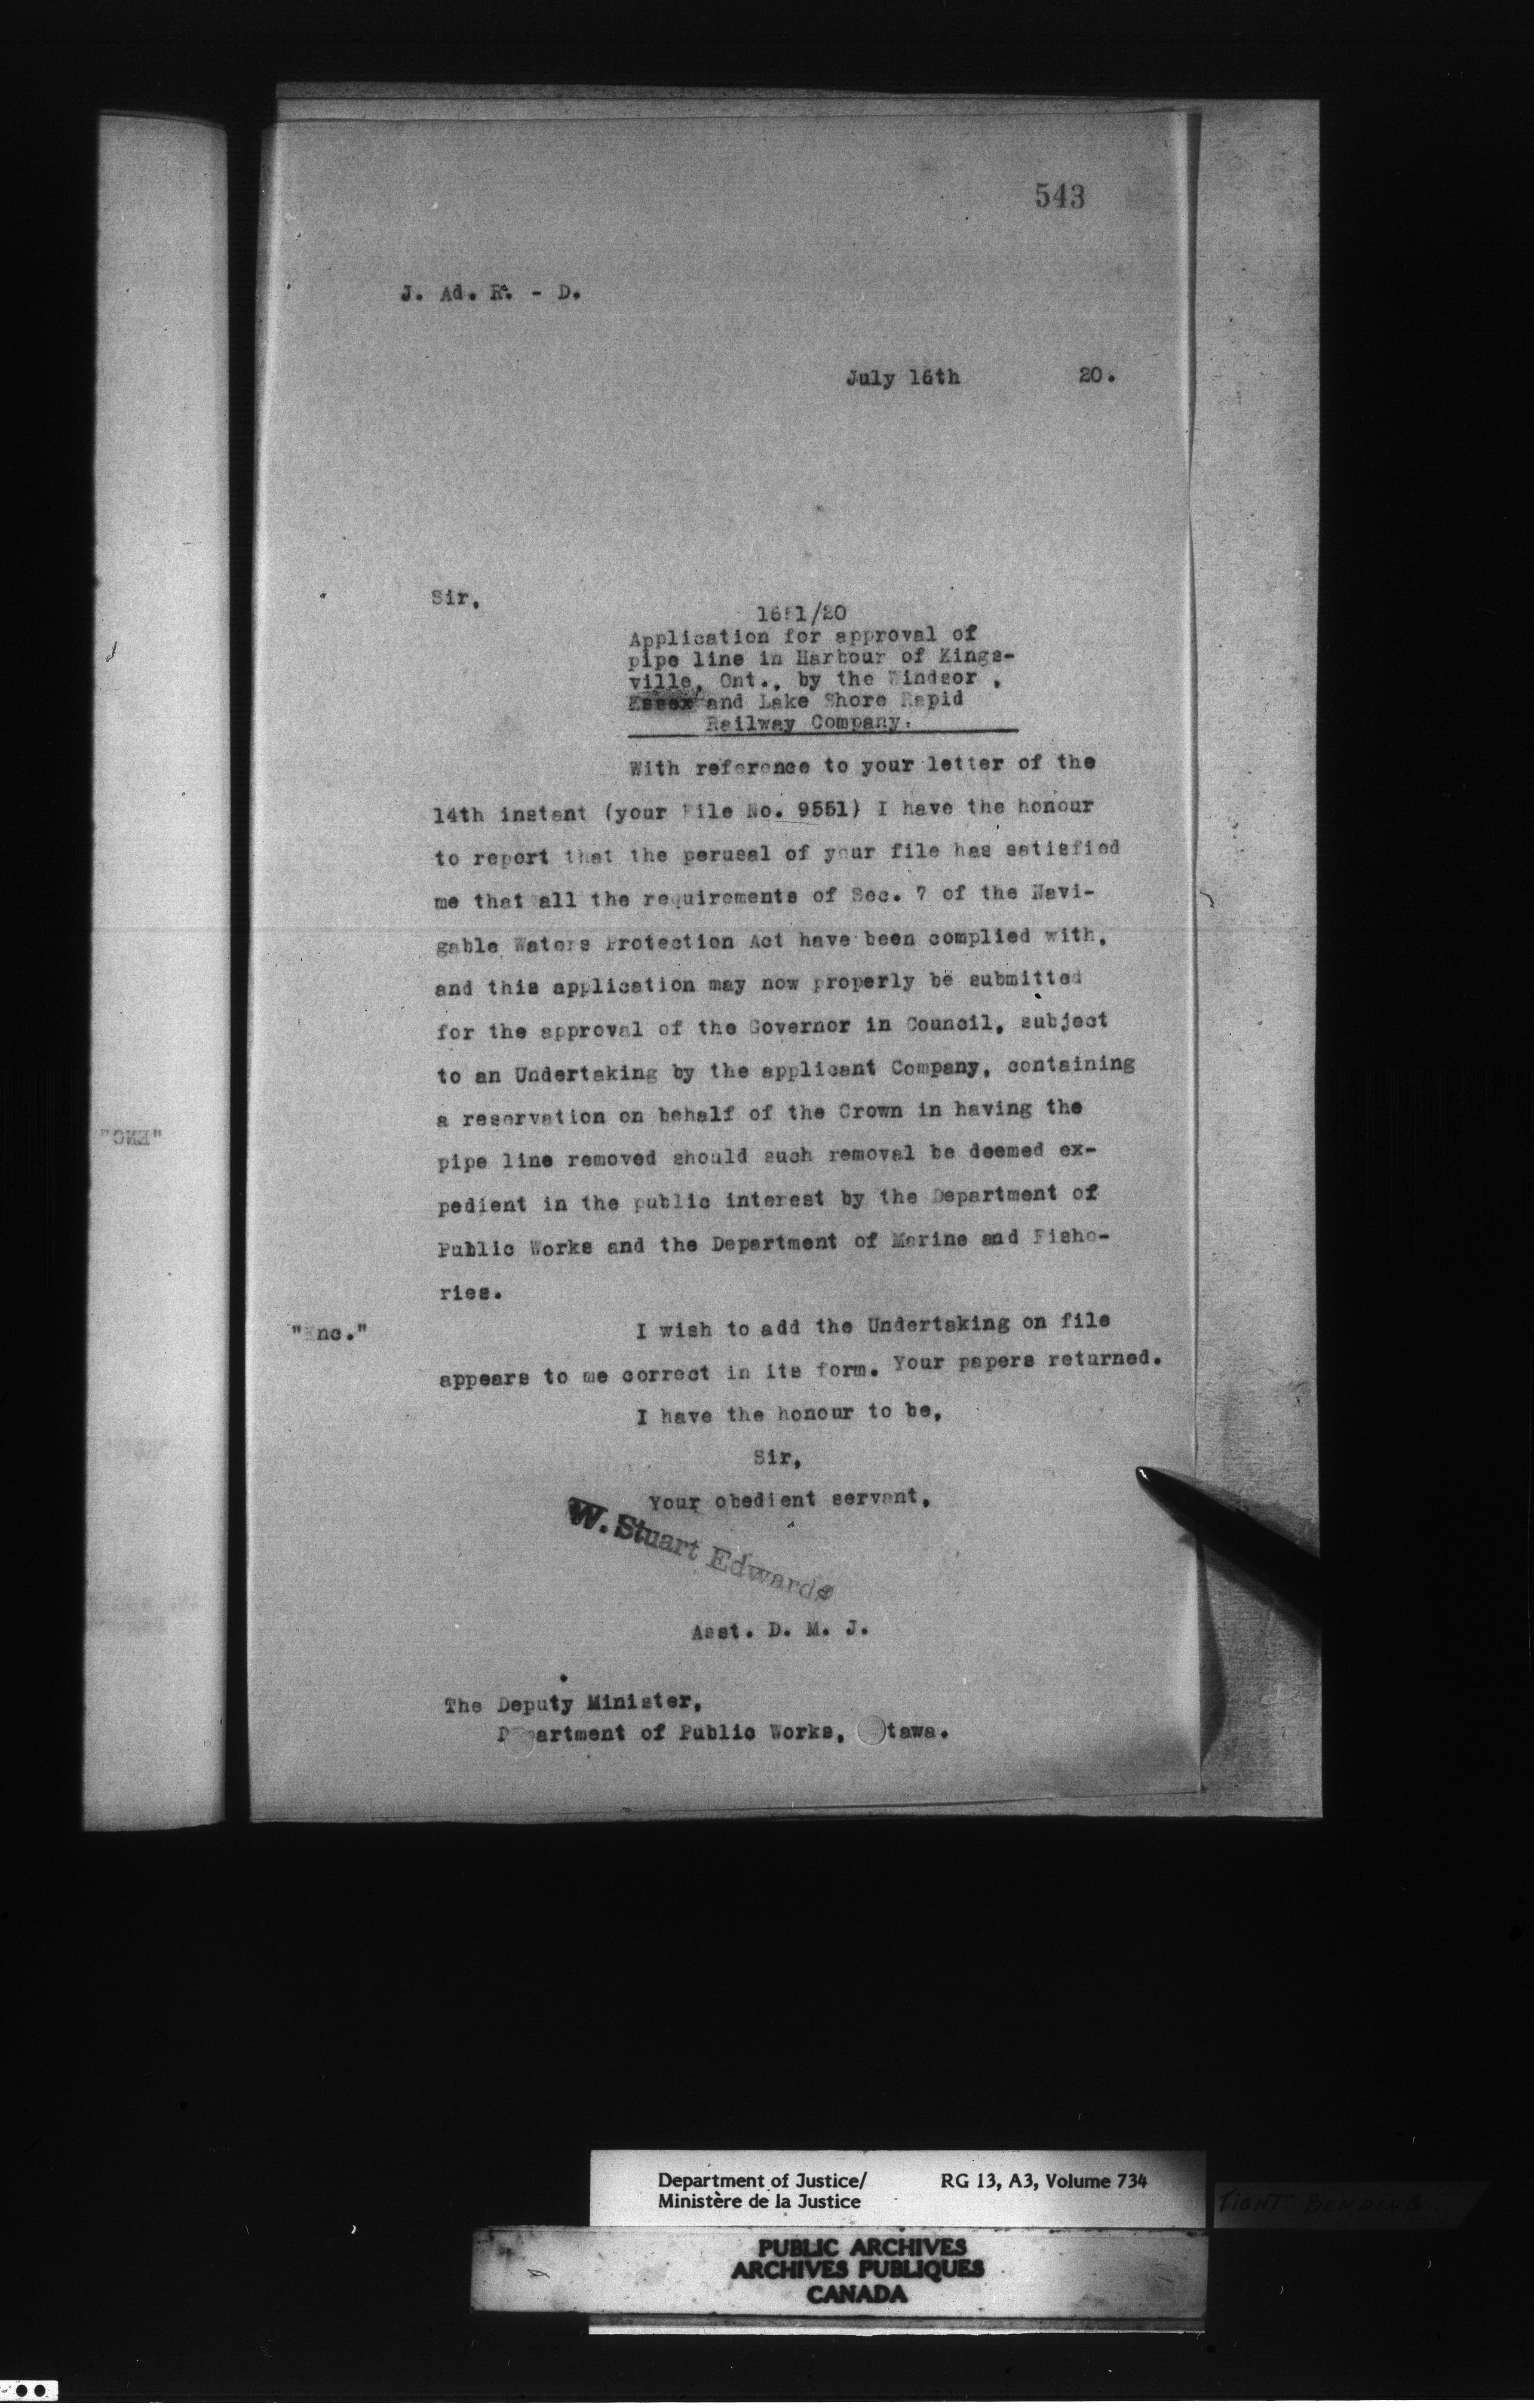 543
J. Ad. R. - D.
July 16th 20.
Sir,
Application for approval of
pipe line in Harbour of Kings-
ville, Ont., by the Windsor,
Essex and Lake Shore Rapid
Railway Company.
With reference to your letter of the
14th instant (your File No. 9551) I have the honour
to report that the perusal of your file has satisfied
me that all the requirements of Sec. 7 of the Navi-
gable Waters Protection Act have been complied with,
and this application may now properly be submitted
for the approval of the Governor in Council, subject
to an Undertaking by the applicant Company, containing
a reservation on behalf of the Crown in having the
pipe line removed should such removal be deemed ex-
pedient in the public interest by the Department of
Public Works and the Department of Marine and Fishe-
ries.
"Enc."
I wish to add the Undertaking on file
appears to me correct in its form. Your papers returned.
I have the honour to be,
Sir,
Your obedient servant,
W. Stuart Edwards
Asst. D. M. J.
The Deputy Minister,
Department of Public Works, Ottawa.
Department of Justice/ RG 13, A3, Volume 734
Ministère de la Justice
TIGHT BENDING
PUBLIC ARCHIVES
ARCHIVES PUBLIQUES
CANADA